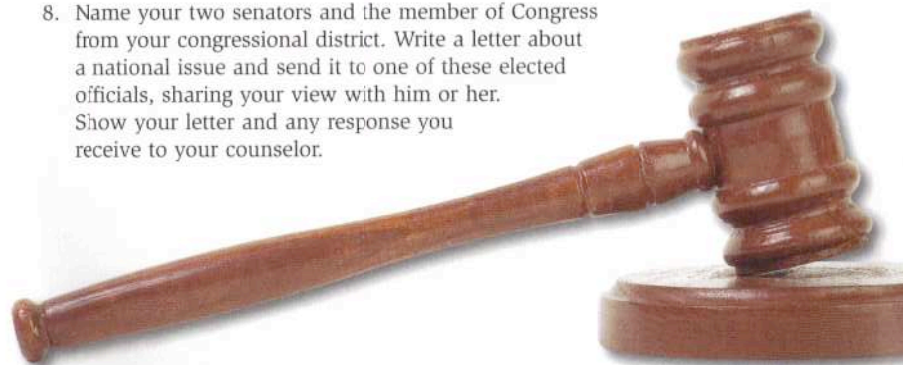 8. Name your two senators and the member of Congress
from your congressional district. Write a letter about
a national issue and send it to one of these elected
officials, sharing your view with him or her.
Show your letter and any response you
receive to your counselor.